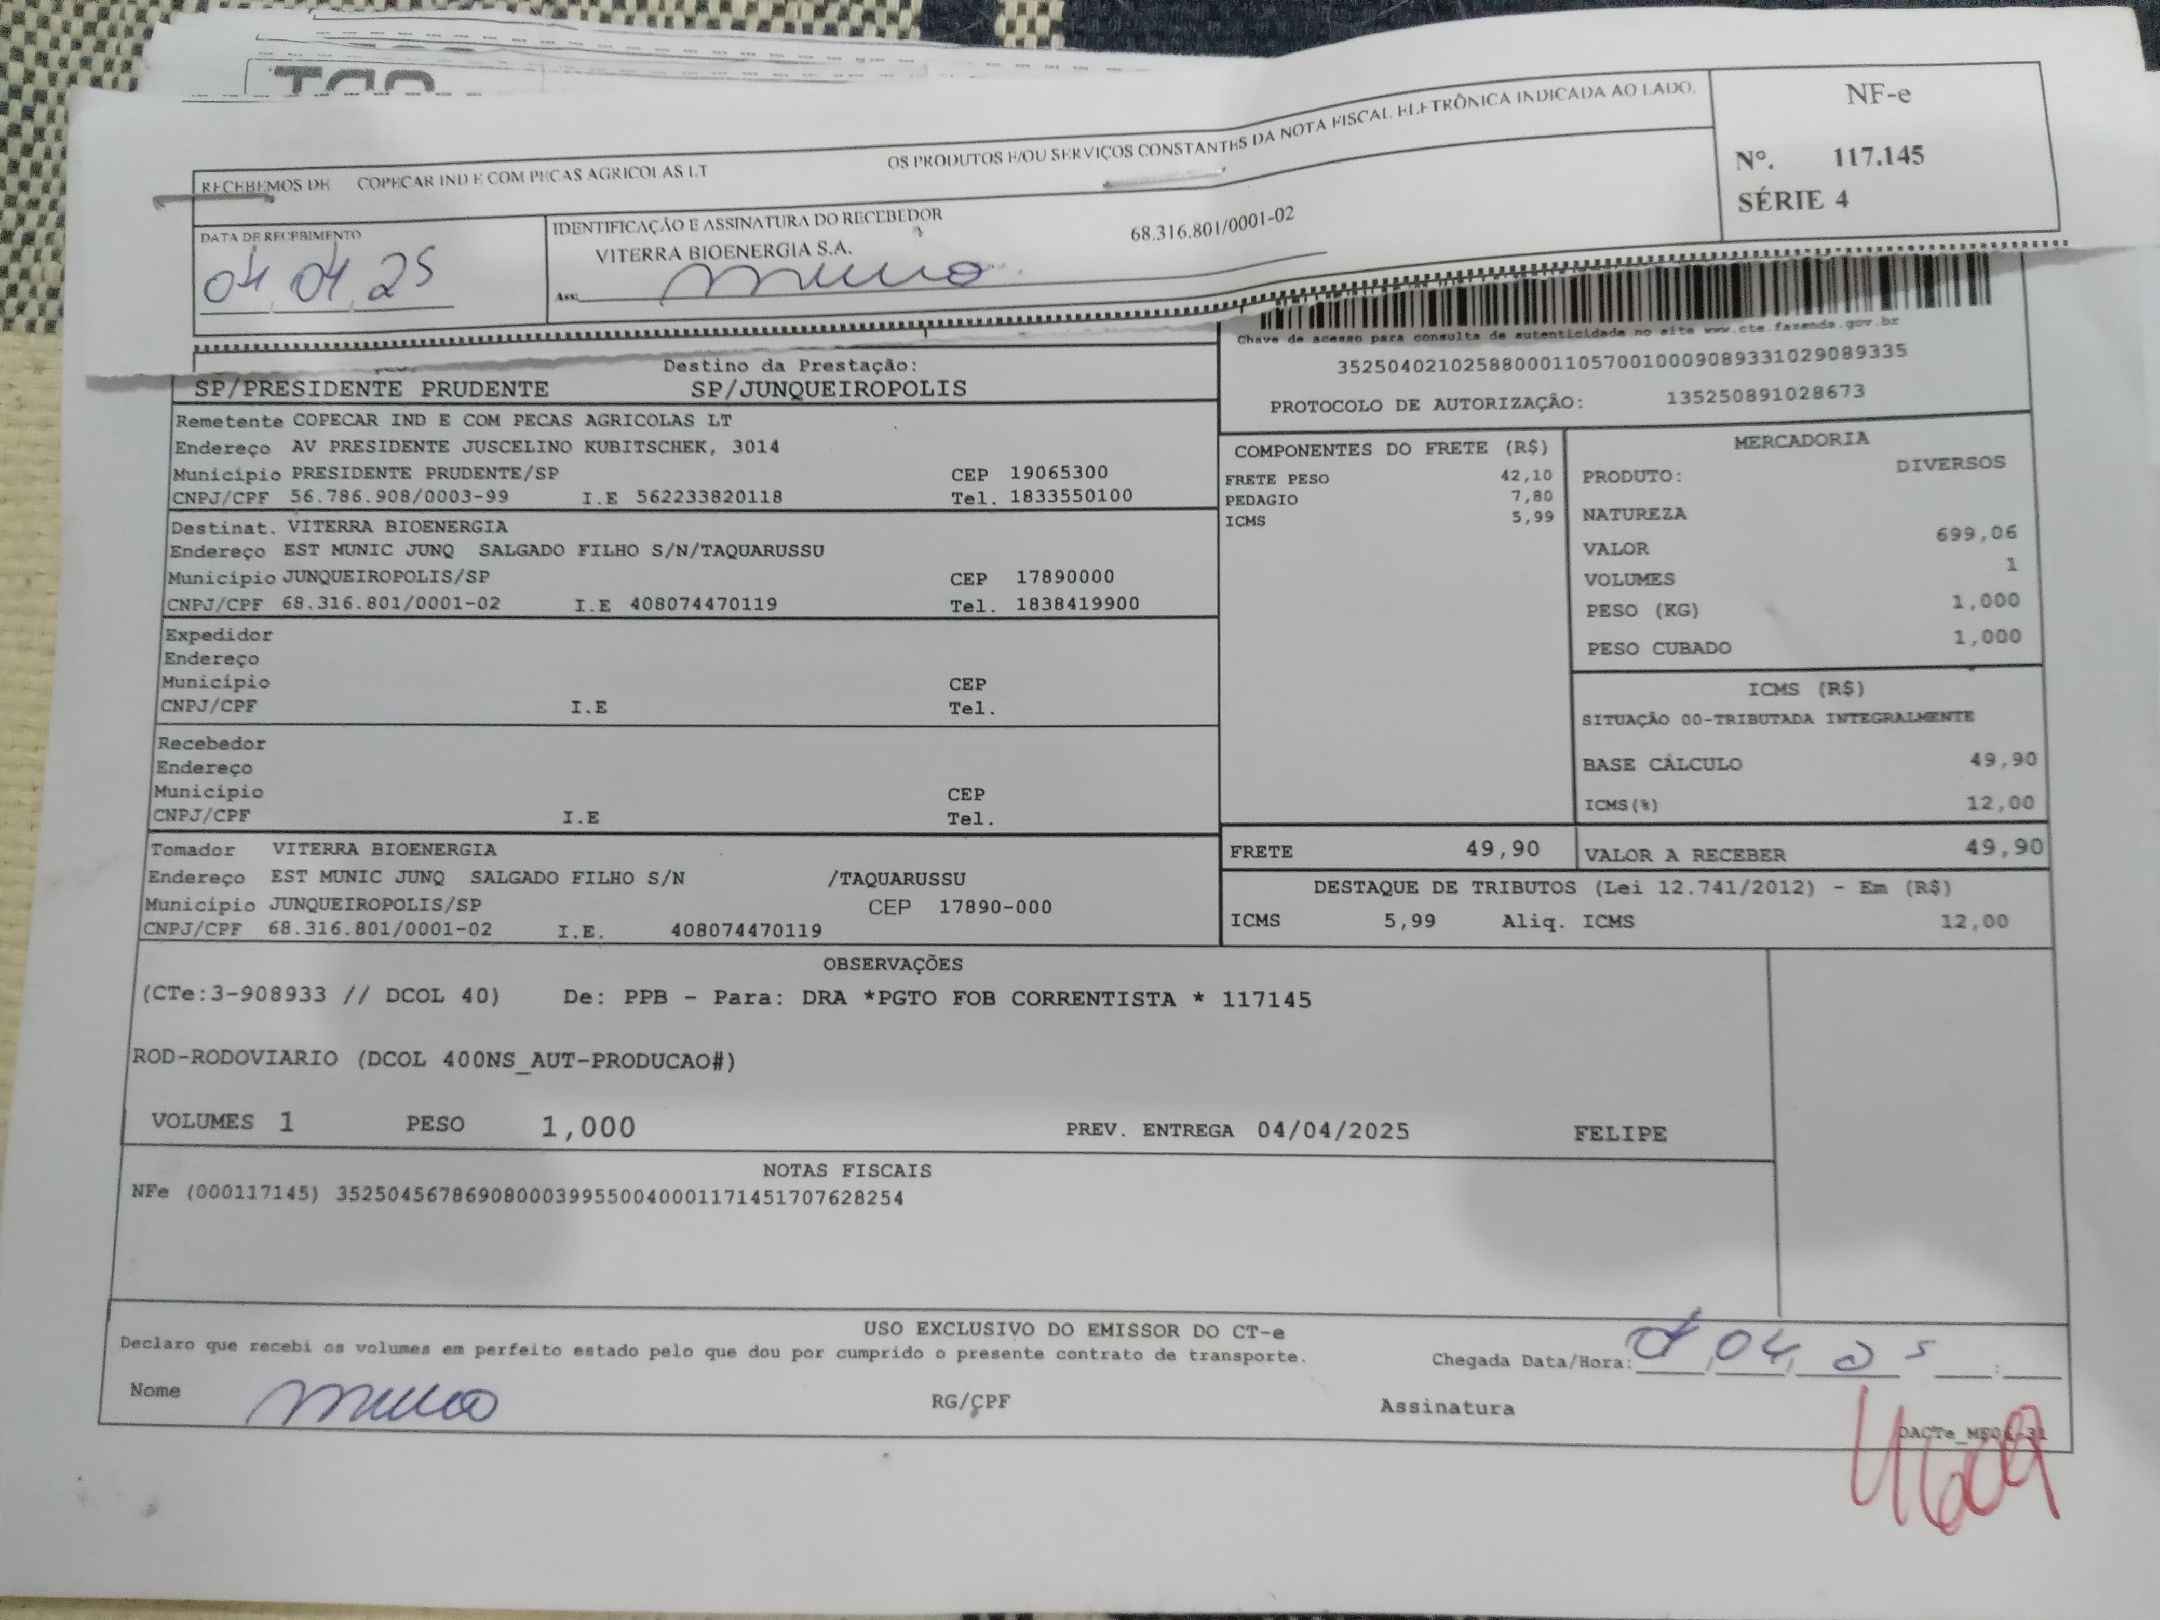 RECEBEMOS DE COPECAR IND E COM PECAS AGRICOLAS LT OS PRODUTOS E/OU SERVIÇOS CONSTANTES DA NOTA FISCAL ELETRÔNICA INDICADA AO LADO.
NF-e
Nº. 117.145
SÉRIE 4
DATA DE RECEBIMENTO
04 04 25
IDENTIFICAÇÃO E ASSINATURA DO RECEBEDOR
VITERRA BIOENERGIA S.A. 68.316.801/0001-02
Ass:
Chave de acesso para consulta de autenticidade no site www.cte.fazenda.gov.br
35250402102588000110570010009089331029089335
PROTOCOLO DE AUTORIZAÇÃO: 135250891028673
Destino da Prestação:
SP/PRESIDENTE PRUDENTE SP/JUNQUEIROPOLIS
Remetente COPECAR IND E COM PECAS AGRICOLAS LT
Endereço AV PRESIDENTE JUSCELINO KUBITSCHEK, 3014
Município PRESIDENTE PRUDENTE/SP CEP 19065300
CNPJ/CPF 56.786.908/0003-99 I.E 562233820118 Tel. 1833550100
Destinat. VITERRA BIOENERGIA
Endereço EST MUNIC JUNQ SALGADO FILHO S/N/TAQUARUSSU
Município JUNQUEIROPOLIS/SP CEP 17890000
CNPJ/CPF 68.316.801/0001-02 I.E 408074470119 Tel. 1838419900
Expedidor
Endereço
Município CEP
CNPJ/CPF I.E Tel.
Recebedor
Endereço
Município CEP
CNPJ/CPF I.E Tel.
Tomador VITERRA BIOENERGIA
Endereço EST MUNIC JUNQ SALGADO FILHO S/N /TAQUARUSSU
Município JUNQUEIROPOLIS/SP CEP 17890-000
CNPJ/CPF 68.316.801/0001-02 I.E. 408074470119
COMPONENTES DO FRETE (R$)
FRETE PESO 42,10
PEDAGIO 7,80
ICMS 5,99
MERCADORIA
PRODUTO: DIVERSOS
NATUREZA
VALOR 699,06
VOLUMES 1
PESO (KG) 1,000
PESO CUBADO 1,000
ICMS (R$)
SITUAÇÃO 00-TRIBUTADA INTEGRALMENTE
BASE CÁLCULO 49,90
ICMS(%) 12,00
FRETE 49,90 VALOR A RECEBER 49,90
DESTAQUE DE TRIBUTOS (Lei 12.741/2012) - Em (R$)
ICMS 5,99 Aliq. ICMS 12,00
OBSERVAÇÕES
(CTe:3-908933 // DCOL 40) De: PPB - Para: DRA *PGTO FOB CORRENTISTA * 117145
ROD-RODOVIARIO (DCOL 400NS_AUT-PRODUCAO#)
VOLUMES 1 PESO 1,000 PREV. ENTREGA 04/04/2025 FELIPE
NOTAS FISCAIS
NFe (000117145) 35250456786908000399550040001171451707628254
USO EXCLUSIVO DO EMISSOR DO CT-e
Declaro que recebi os volumes em perfeito estado pelo que dou por cumprido o presente contrato de transporte.
Chegada Data/Hora: 04 25
Nome RG/CPF Assinatura